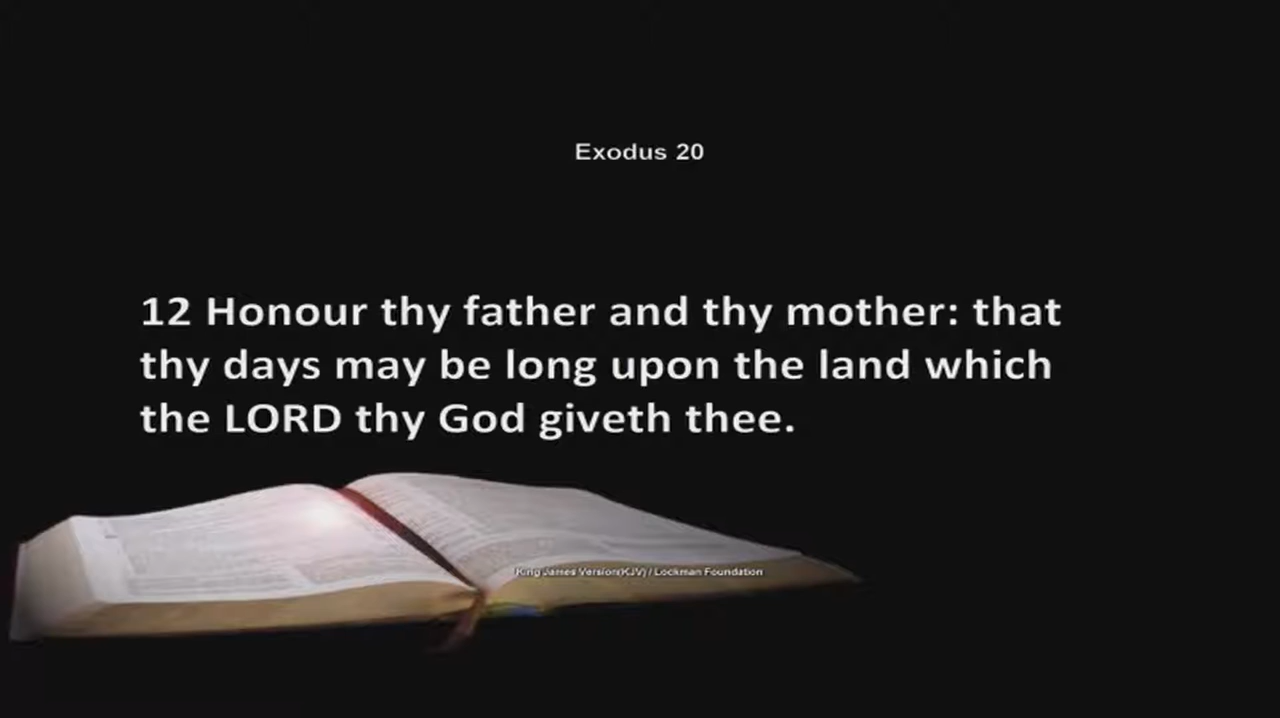 Exodus 20
12 Honour thy father and thy mother: that
thy days may be long upon the land which
the LORD thy God giveth thee.
King James Version(KJV) / Lockman Foundation